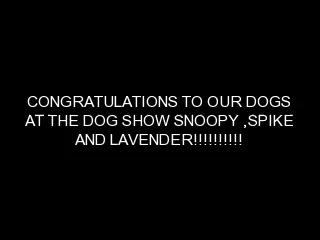 CONGRATULATIONS TO OUR DOGS
AT THE DOG SHOW SNOOPY ,SPIKE
AND LAVENDER!!!!!!!!!!